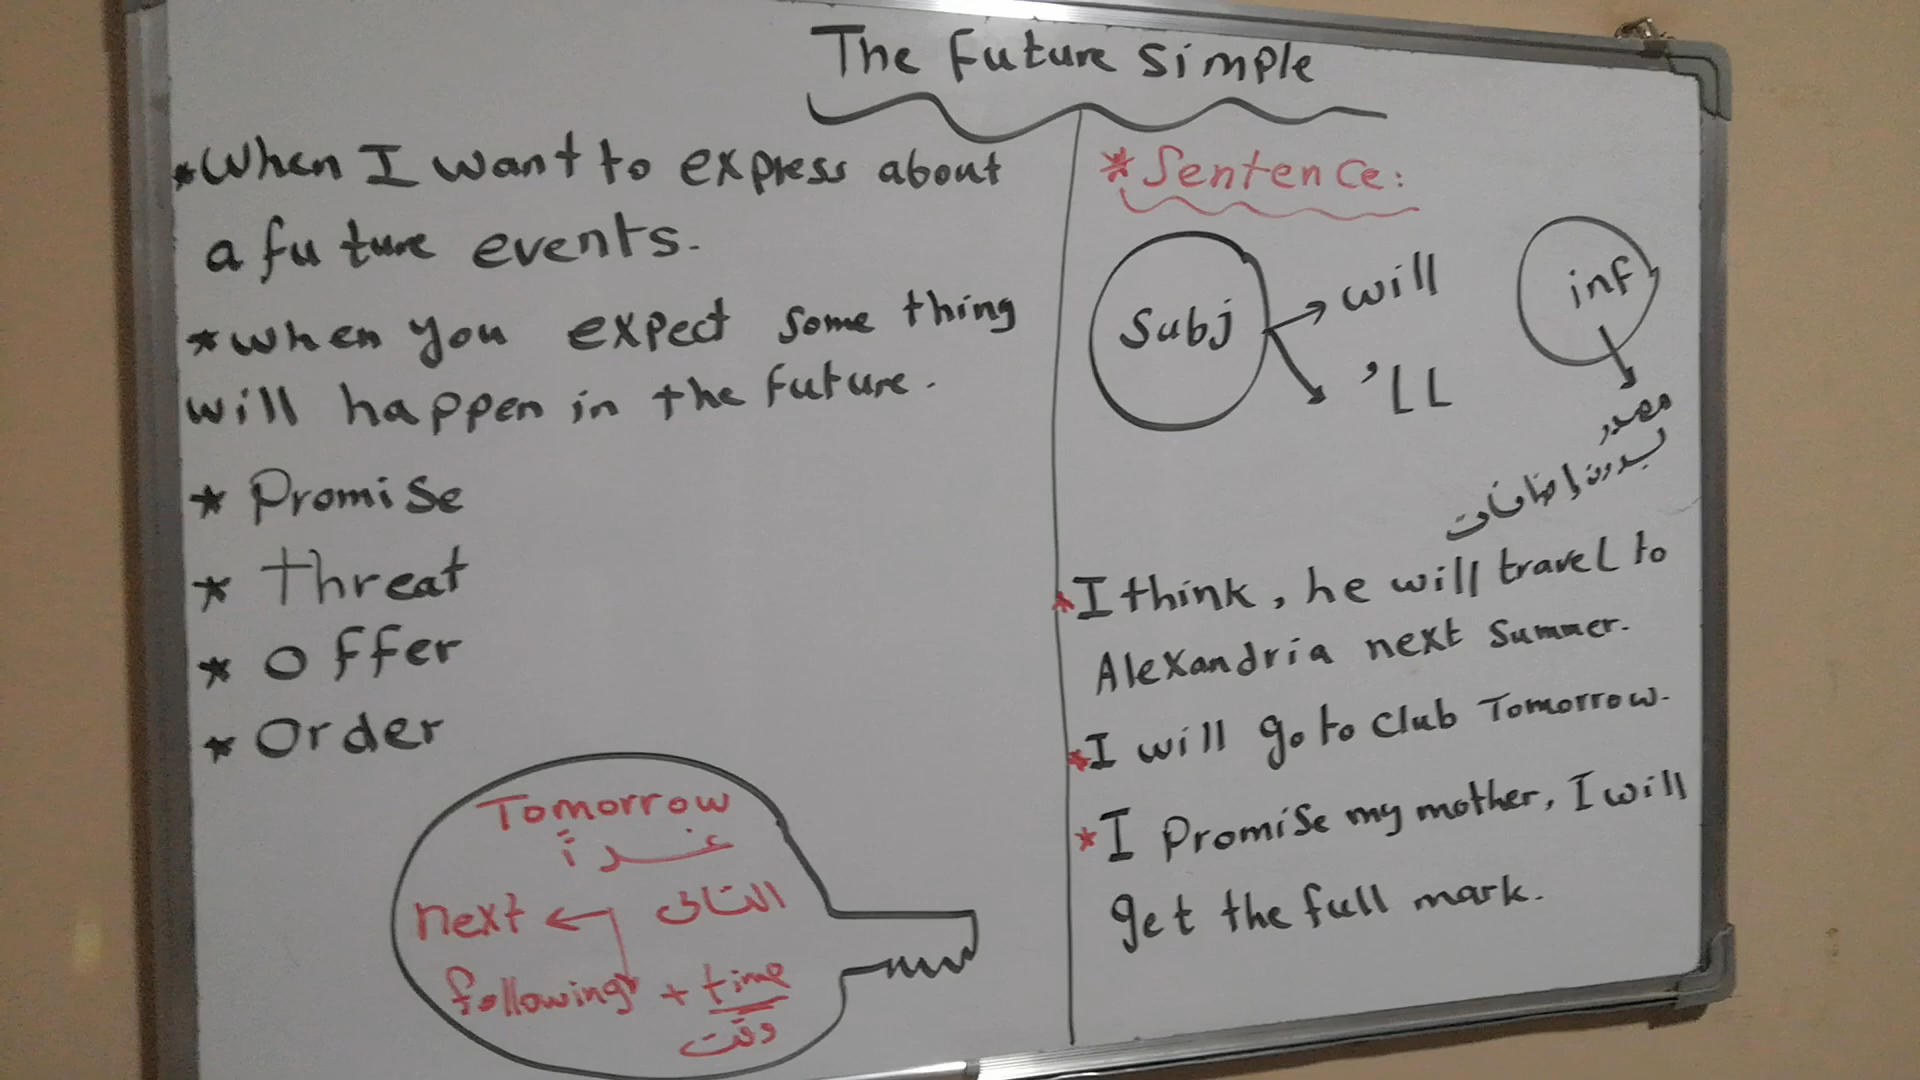 The Future Simple
*When I want to express about
a future events.
*when you expect some thing
will happen in the future.
* Promise
* threat
* offer
* order
Tomorrow
غداً
next ← التالى
following + time
وقت
*Sentence:
Subj → will inf
'LL
مصدر
بدون إضافات
*I think, he will travel to
Alexandria next summer.
*I will go to club Tomorrow.
*I Promise my mother, I will
get the full mark.